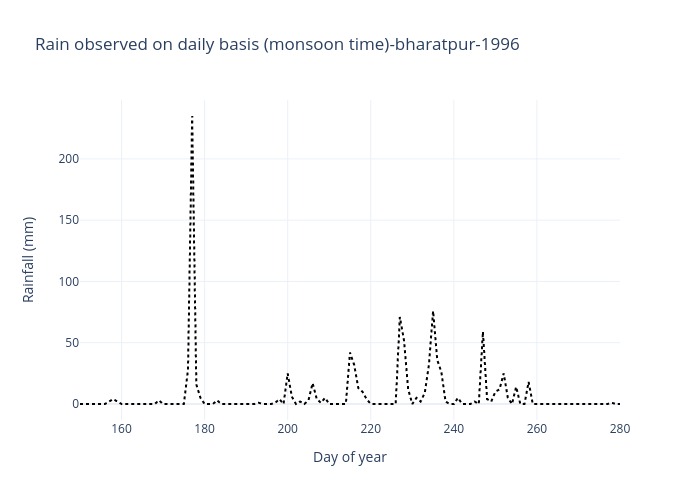 Rain observed on daily basis (monsoon time)-bharatpur-1996
Rainfall (mm)
200
150
100
50
0
160 180 200 220 240 260 280
Day of year